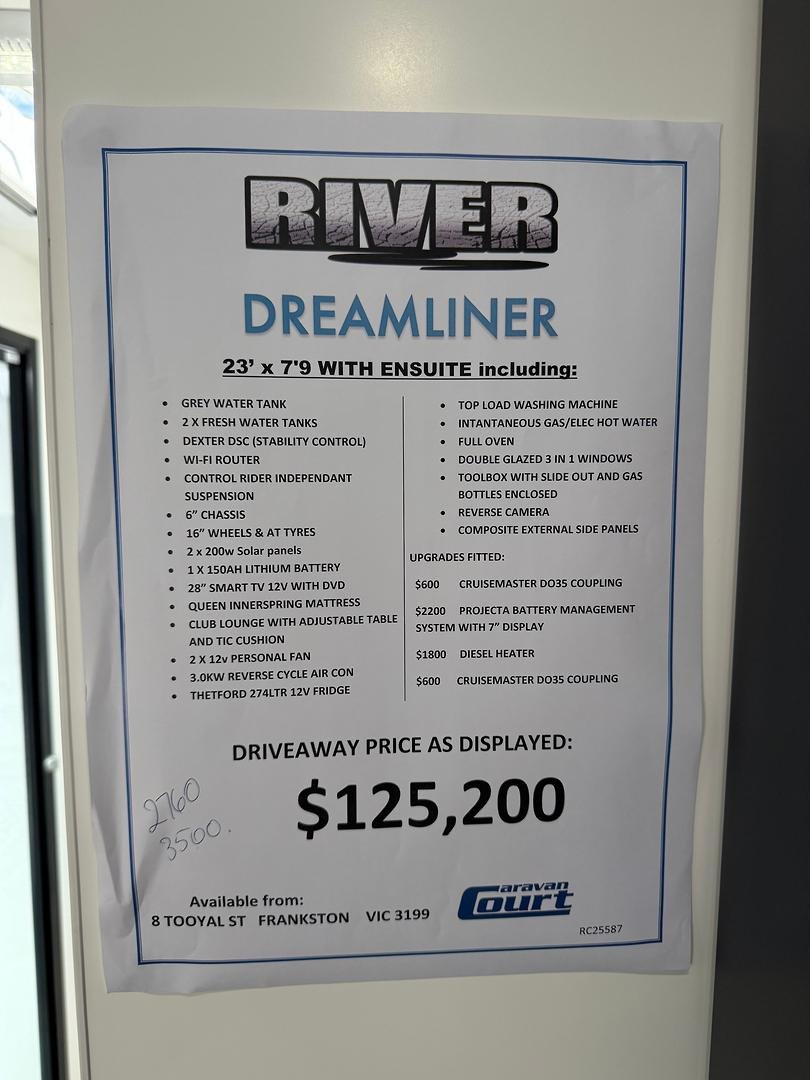 RIVER
DREAMLINER
23' x 7'9 WITH ENSUITE including:
• GREY WATER TANK
• 2 X FRESH WATER TANKS
• DEXTER DSC (STABILITY CONTROL)
• WI-FI ROUTER
• CONTROL RIDER INDEPENDANT
SUSPENSION
• 6" CHASSIS
• 16" WHEELS & AT TYRES
• 2 x 200w Solar panels
• 1 X 150AH LITHIUM BATTERY
• 28" SMART TV 12V WITH DVD
• QUEEN INNERSPRING MATTRESS
• CLUB LOUNGE WITH ADJUSTABLE TABLE
AND TIC CUSHION
• 2 X 12v PERSONAL FAN
• 3.0KW REVERSE CYCLE AIR CON
• THETFORD 274LTR 12V FRIDGE
• TOP LOAD WASHING MACHINE
• INTANTANEOUS GAS/ELEC HOT WATER
• FULL OVEN
• DOUBLE GLAZED 3 IN 1 WINDOWS
• TOOLBOX WITH SLIDE OUT AND GAS
BOTTLES ENCLOSED
• REVERSE CAMERA
• COMPOSITE EXTERNAL SIDE PANELS
UPGRADES FITTED:
$600 CRUISEMASTER DO35 COUPLING
$2200 PROJECTA BATTERY MANAGEMENT
SYSTEM WITH 7" DISPLAY
$1800 DIESEL HEATER
$600 CRUISEMASTER DO35 COUPLING
DRIVEAWAY PRICE AS DISPLAYED:
$125,200
2760
3500.
Available from:
8 TOOYAL ST FRANKSTON VIC 3199
Caravan Court
RC25587